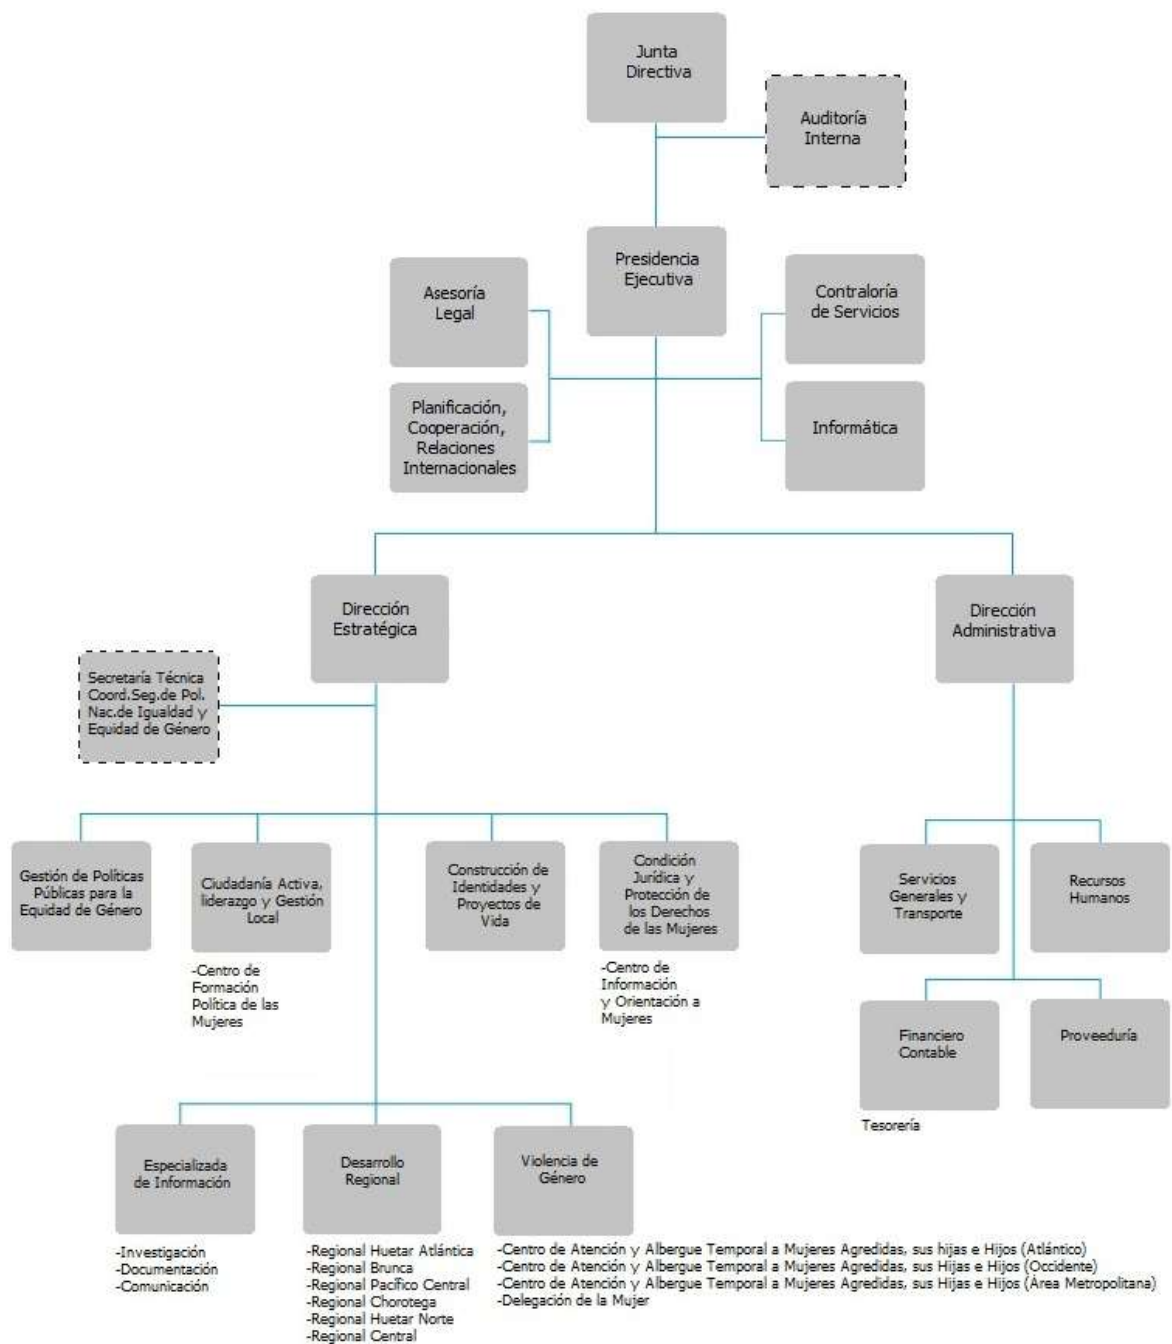 Junta
Directiva
Auditoría
Interna
Presidencia
Ejecutiva
Asesoría
Legal
Contraloría
de Servicios
Planificación,
Cooperación,
Relaciones
Internacionales
Informática
Dirección
Estratégica
Dirección
Administrativa
Secretaría Técnica
Coord.Seg.de Pol.
Nac.de Igualdad y
Equidad de Género
Gestión de Políticas
Públicas para la
Equidad de Género
Ciudadanía Activa,
liderazgo y Gestión
Local
-Centro de
Formación
Política de las
Mujeres
Construcción de
Identidades y
Proyectos de
Vida
Condición
Jurídica y
Protección de
los Derechos
de las Mujeres
-Centro de
Información
y Orientación a
Mujeres
Servicios
Generales y
Transporte
Recursos
Humanos
Financiero
Contable
Tesorería
Proveeduría
Especializada
de Información
-Investigación
-Documentación
-Comunicación
Desarrollo
Regional
-Regional Huetar Atlántica
-Regional Brunca
-Regional Pacífico Central
-Regional Chorotega
-Regional Huetar Norte
-Regional Central
Violencia de
Género
-Centro de Atención y Albergue Temporal a Mujeres Agredidas, sus hijas e Hijos (Atlántico)
-Centro de Atención y Albergue Temporal a Mujeres Agredidas, sus Hijas e Hijos (Occidente)
-Centro de Atención y Albergue Temporal a Mujeres Agredidas, sus Hijas e Hijos (Área Metropolitana)
-Delegación de la Mujer